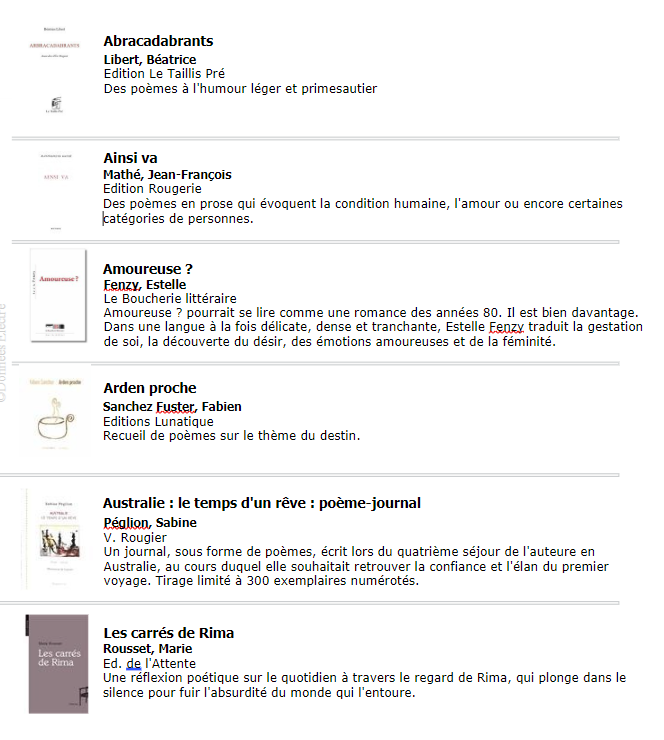 Abracadabrants
Libert, Béatrice
Edition Le Taillis Pré
Des poèmes à l'humour léger et primesautier
ABRACADABRANTS
Ainsi va
Mathé, Jean-François
Edition Rougerie
Des poèmes en prose qui évoquent la condition humaine, l'amour ou encore certaines
catégories de personnes.
AINSI VA
Amoureuse ?
Fenzy, Estelle
Le Boucherie littéraire
Amoureuse ? pourrait se lire comme une romance des années 80. Il est bien davantage.
Dans une langue à la fois délicate, dense et tranchante, Estelle Fenzy traduit la gestation
de soi, la découverte du désir, des émotions amoureuses et de la féminité.
Amoureuse ?
©Données Electre
Arden proche
Sanchez Fuster, Fabien
Editions Lunatique
Recueil de poèmes sur le thème du destin.
Arden proche
Australie : le temps d'un rêve : poème-journal
Péglion, Sabine
V. Rougier
Un journal, sous forme de poèmes, écrit lors du quatrième séjour de l'auteure en
Australie, au cours duquel elle souhaitait retrouver la confiance et l'élan du premier
voyage. Tirage limité à 300 exemplaires numérotés.
Les carrés de Rima
Rousset, Marie
Ed. de l'Attente
Une réflexion poétique sur le quotidien à travers le regard de Rima, qui plonge dans le
silence pour fuir l'absurdité du monde qui l'entoure.
Les carrés
de Rima